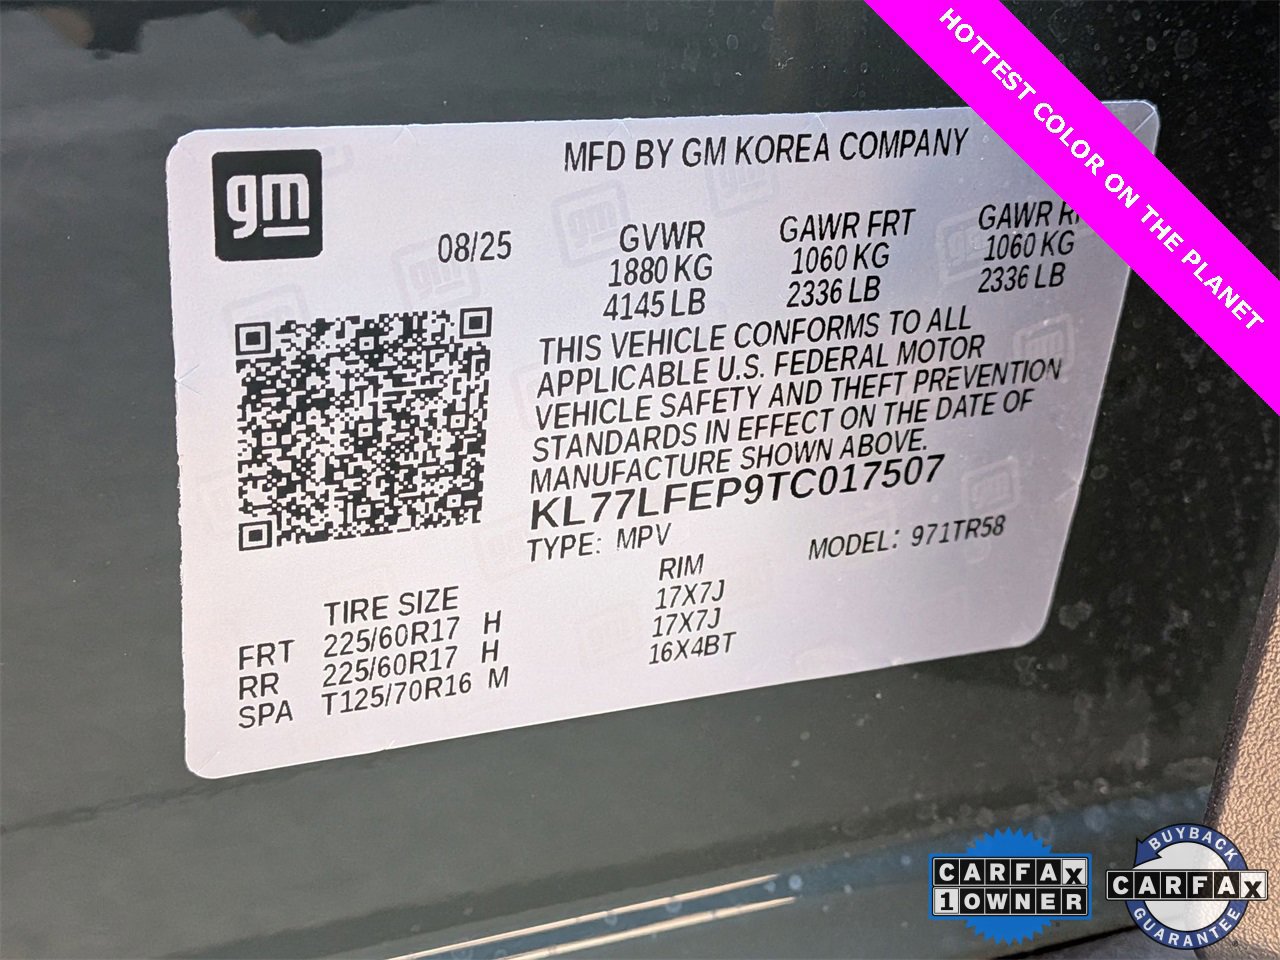 HOTTEST COLOR ON THE PLANET
gm
MFD BY GM KOREA COMPANY
08/25
GVWR
1880 KG
4145 LB
GAWR FRT
1060 KG
2336 LB
GAWR
1060 KG
2336 LB
THIS VEHICLE CONFORMS TO ALL
APPLICABLE U.S. FEDERAL MOTOR
VEHICLE SAFETY AND THEFT PREVENTION
STANDARDS IN EFFECT ON THE DATE OF
MANUFACTURE SHOWN ABOVE.
KL77LFEP9TC017507
TYPE: MPV
MODEL: 971TR58
TIRE SIZE RIM
FRT 225/60R17 H 17X7J
RR 225/60R17 H 17X7J
SPA T125/70R16 M 16X4BT
CARFAX
1 OWNER
BUYBACK
CARFAX
GUARANTEE